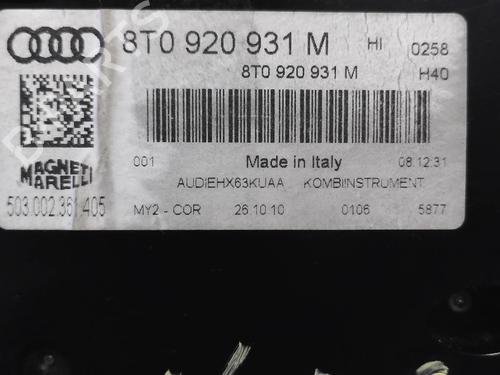 8T0 920 931 M HI 0258
8T0 920 931 M H40
001 Made in Italy 08:12:31
MAGNETI
MARELLI
AUDIEHX63KUAA KOMBIINSTRUMENT
503.002.361.405 MY2-COR 26.10.10 0106 5877